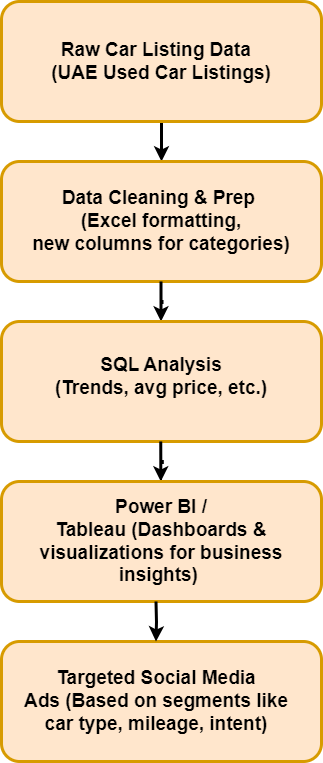 Raw Car Listing Data
(UAE Used Car Listings)
Data Cleaning & Prep
(Excel formatting,
new columns for categories)
SQL Analysis
(Trends, avg price, etc.)
Power BI /
Tableau (Dashboards &
visualizations for business
insights)
Targeted Social Media
Ads (Based on segments like
car type, mileage, intent)